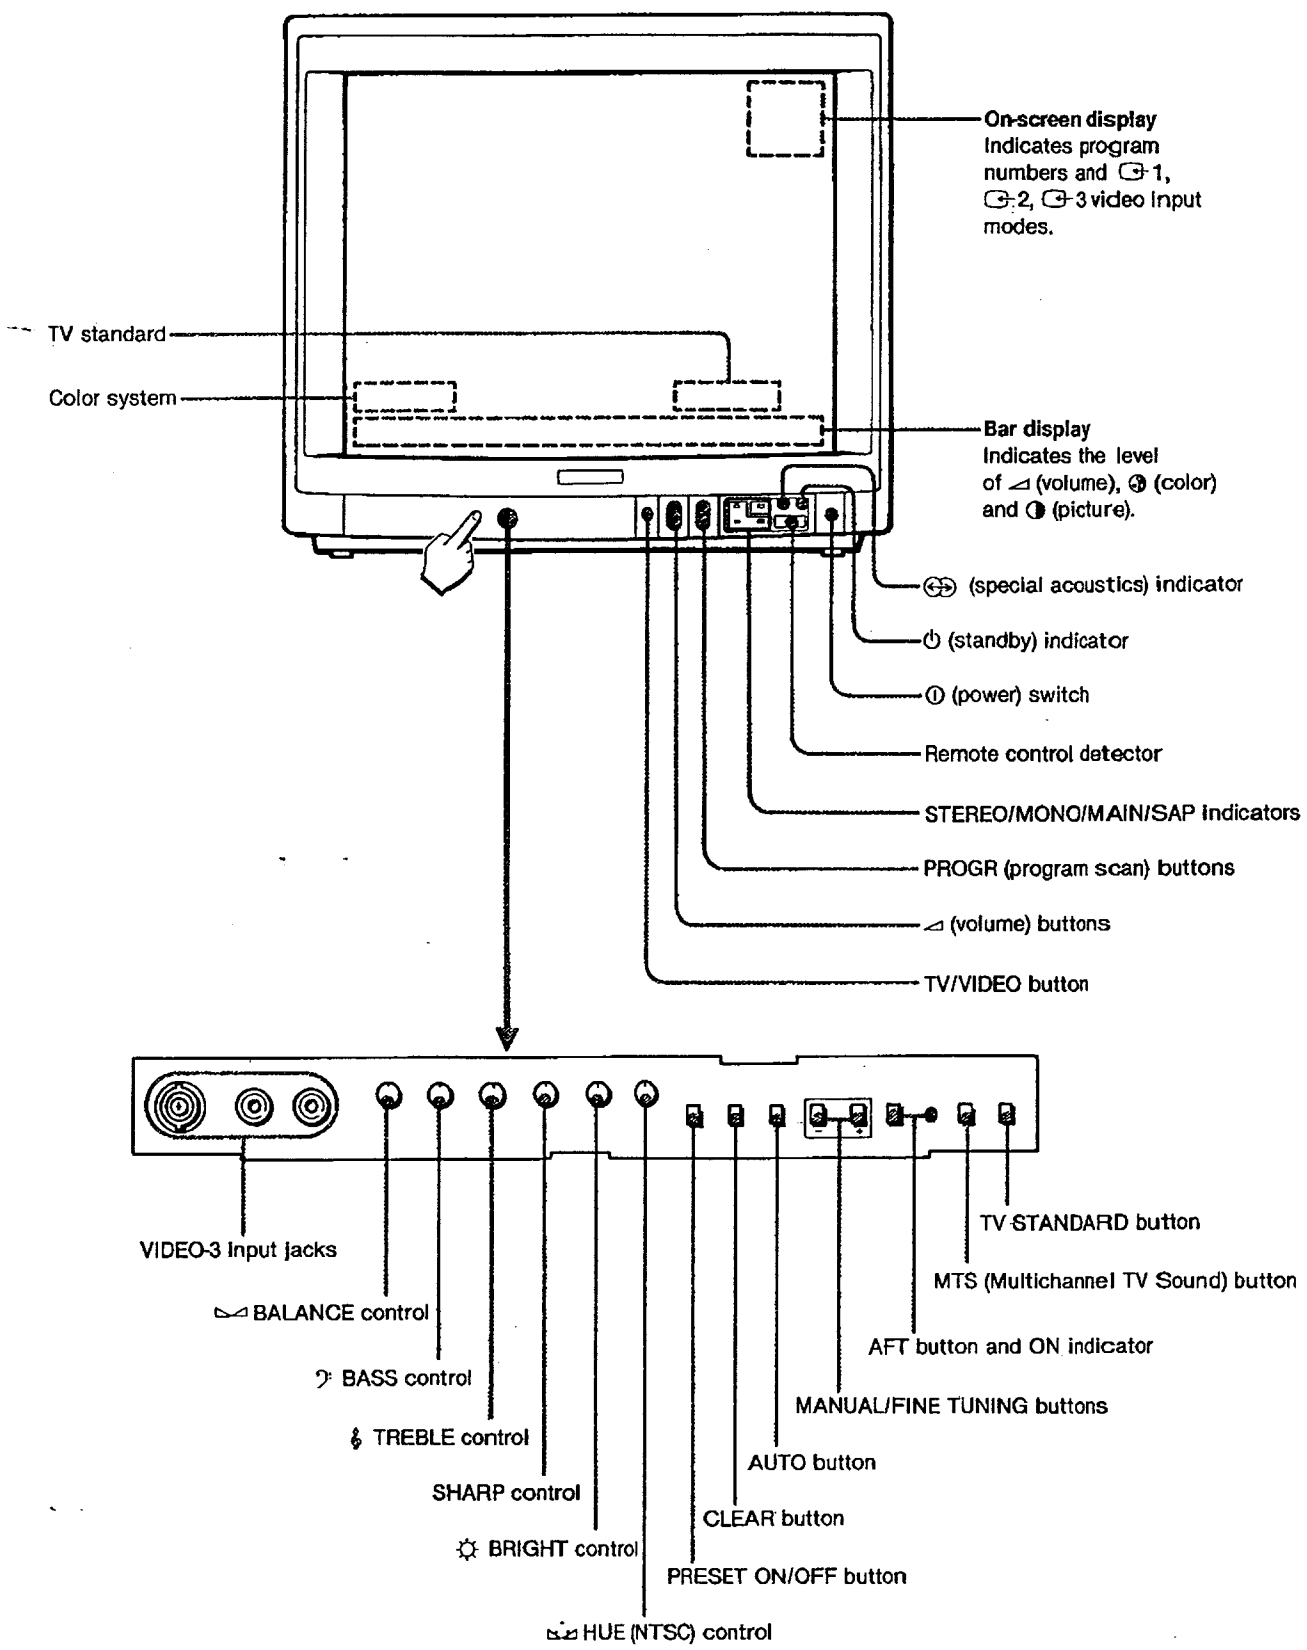 On-screen display
Indicates program
numbers and 1,
2, 3 video input
modes.
TV standard
Color system
Bar display
Indicates the level
of (volume), (color)
and (picture).
(special acoustics) indicator
(standby) indicator
(power) switch
Remote control detector
STEREO/MONO/MAIN/SAP indicators
PROGR (program scan) buttons
(volume) buttons
TV/VIDEO button
- +
TV STANDARD button
VIDEO-3 input jacks
MTS (Multichannel TV Sound) button
BALANCE control
AFT button and ON indicator
BASS control
MANUAL/FINE TUNING buttons
TREBLE control
AUTO button
SHARP control
CLEAR button
BRIGHT control
PRESET ON/OFF button
HUE (NTSC) control